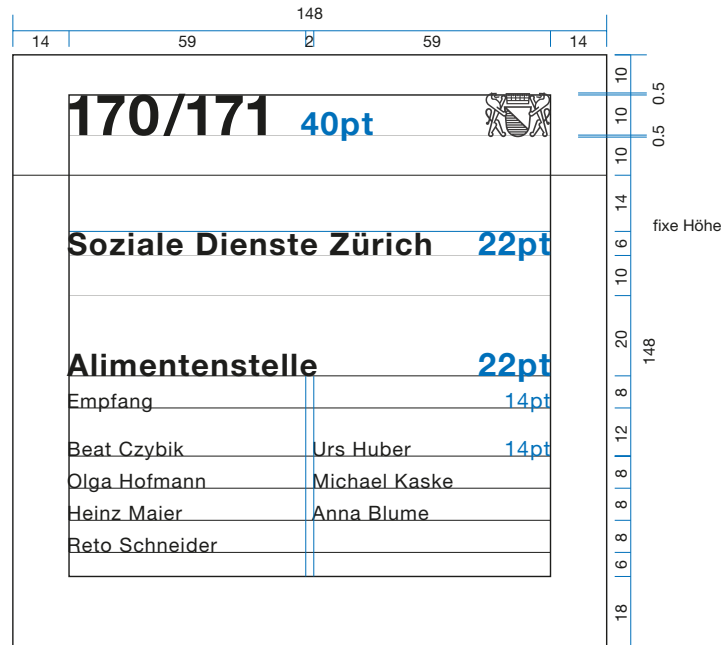 148
14 59 2 59 14
170/171 40pt
10
0.5
10
0.5
10
14
fixe Höhe
Soziale Dienste Zürich 22pt
6
10
20
148
Alimentenstelle 22pt
8
Empfang 14pt
12
Beat Czybik Urs Huber 14pt
8
Olga Hofmann Michael Kaske
8
Heinz Maier Anna Blume
8
Reto Schneider
6
18